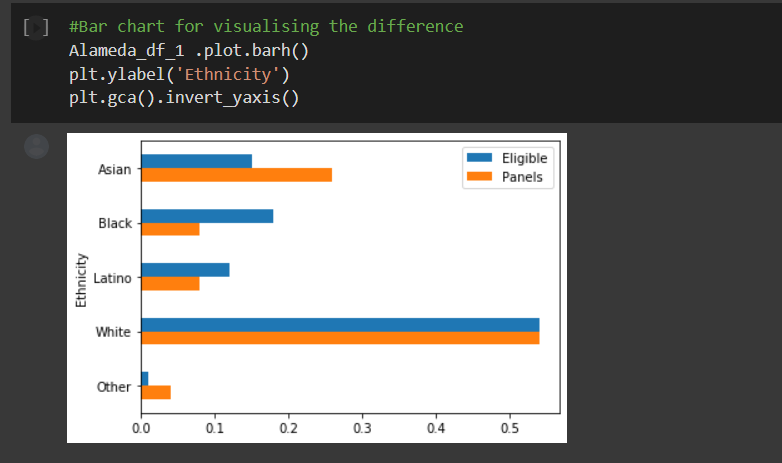 [ ] #Bar chart for visualising the difference
Alameda_df_1 .plot.barh()
plt.ylabel('Ethnicity')
plt.gca().invert_yaxis()
Eligible
Panels
Asian
Black
Latino
White
Other
Ethnicity
0.0 0.1 0.2 0.3 0.4 0.5